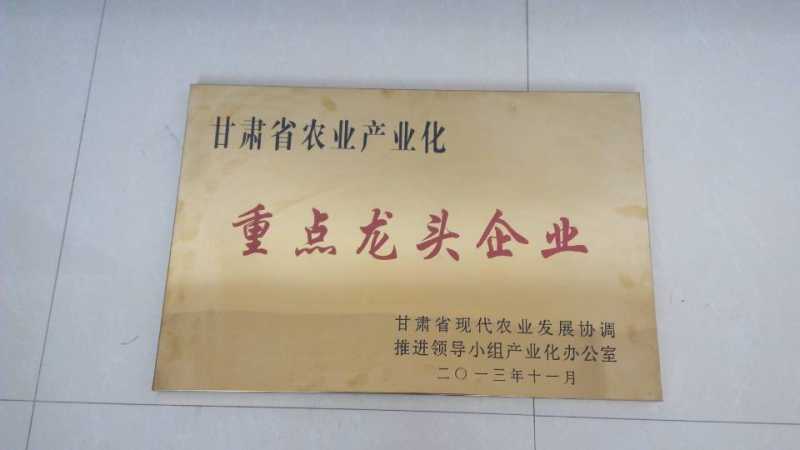 甘肃省农业产业化
重点龙头企业
甘肃省现代农业发展协调
推进领导小组产业化办公室
二〇一三年十一月